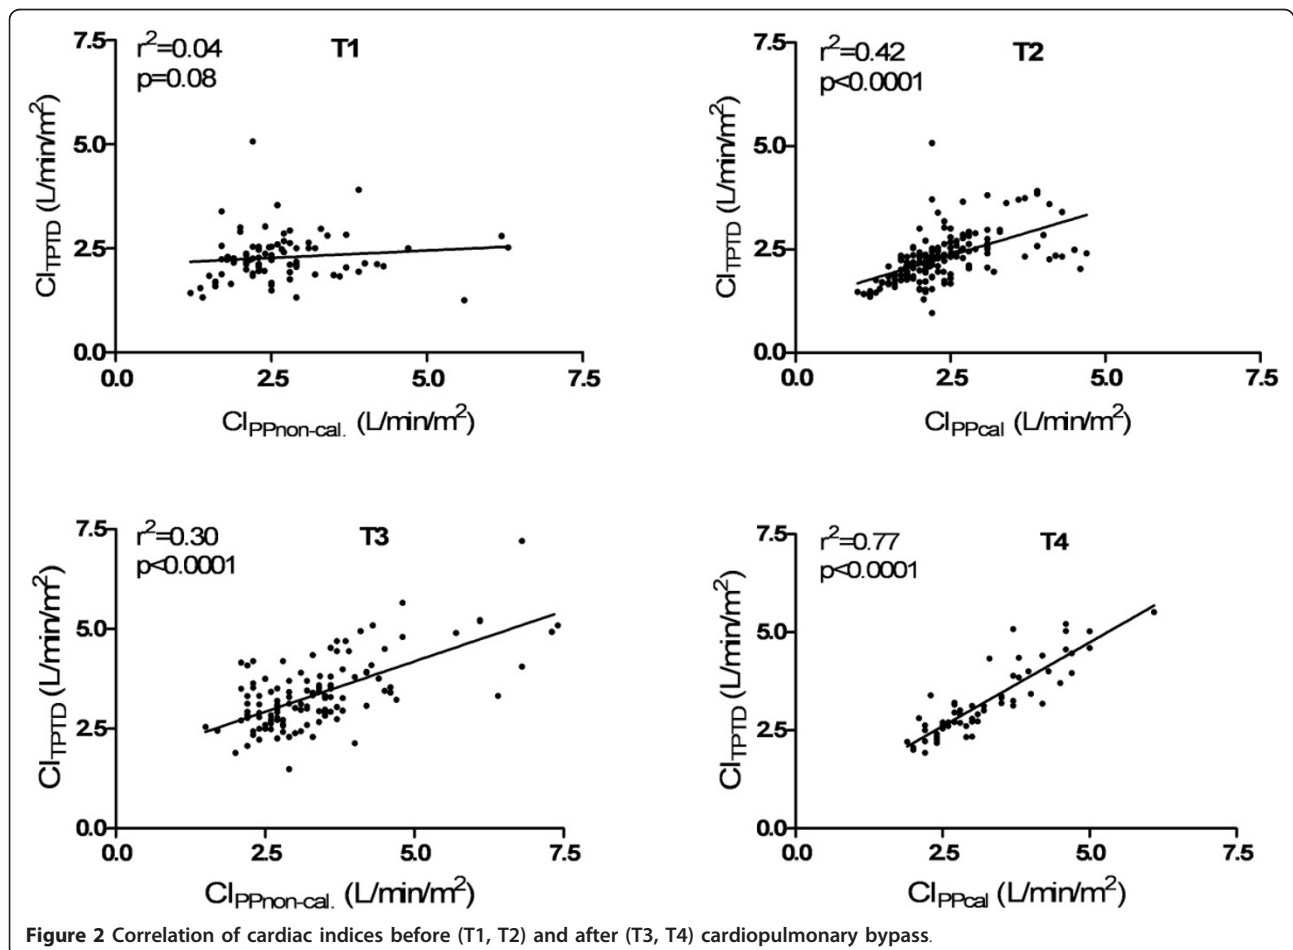 7.5
r²=0.04
T1
p=0.08
5.0
2.5
0.0
CI_TPTD (L/min/m²)
0.0 2.5 5.0 7.5
CI_PPnon-cal. (L/min/m²)
7.5
r²=0.42
T2
p<0.0001
5.0
2.5
0.0
CI_TPTD (L/min/m²)
0.0 2.5 5.0 7.5
CI_PPcal (L/min/m²)
7.5
r²=0.30
T3
p<0.0001
5.0
2.5
0.0
CI_TPTD (L/min/m²)
0.0 2.5 5.0 7.5
CI_PPnon-cal. (L/min/m²)
7.5
r²=0.77
T4
p<0.0001
5.0
2.5
0.0
CI_TPTD (L/min/m²)
0.0 2.5 5.0 7.5
CI_PPcal (L/min/m²)
Figure 2 Correlation of cardiac indices before (T1, T2) and after (T3, T4) cardiopulmonary bypass.